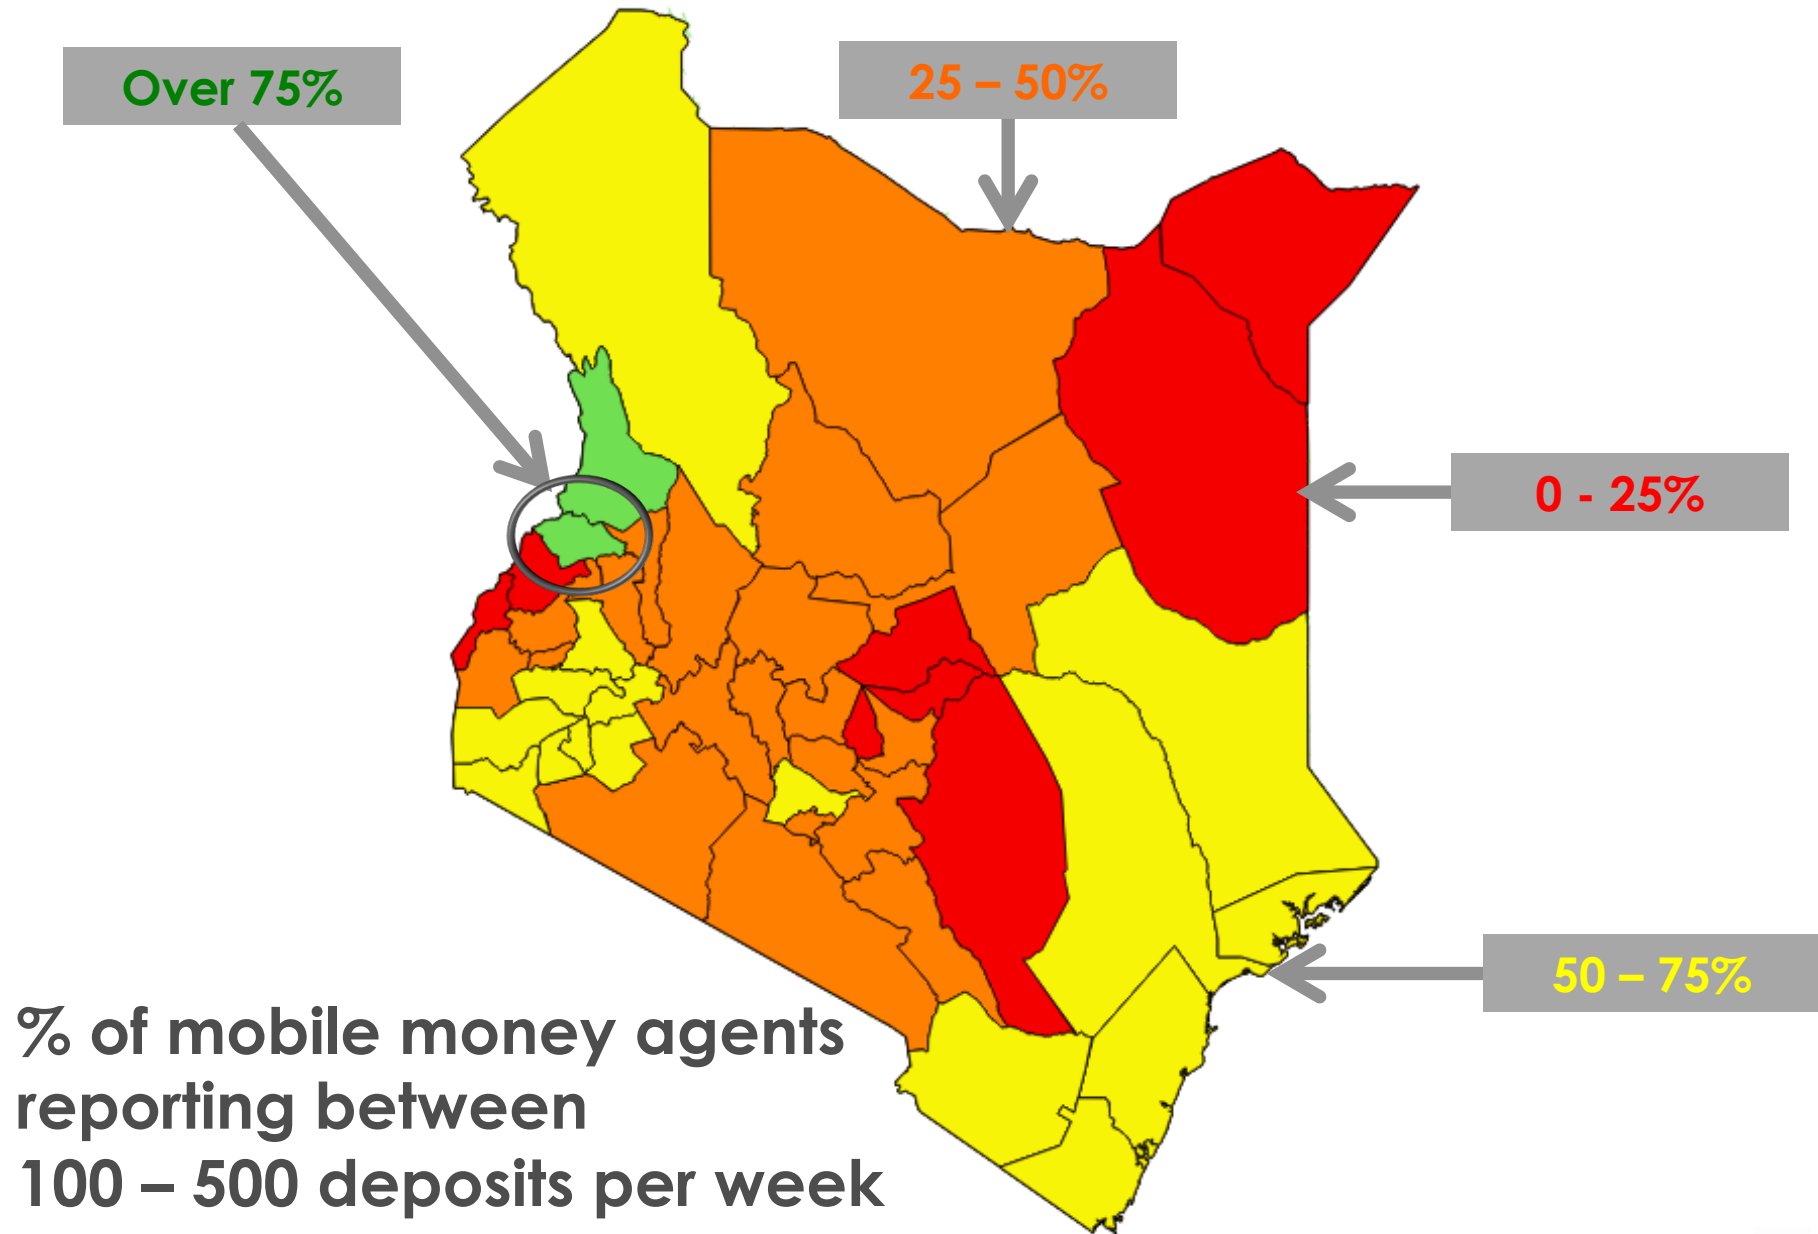 Over 75%
25 – 50%
0 - 25%
50 – 75%
% of mobile money agents
reporting between
100 – 500 deposits per week